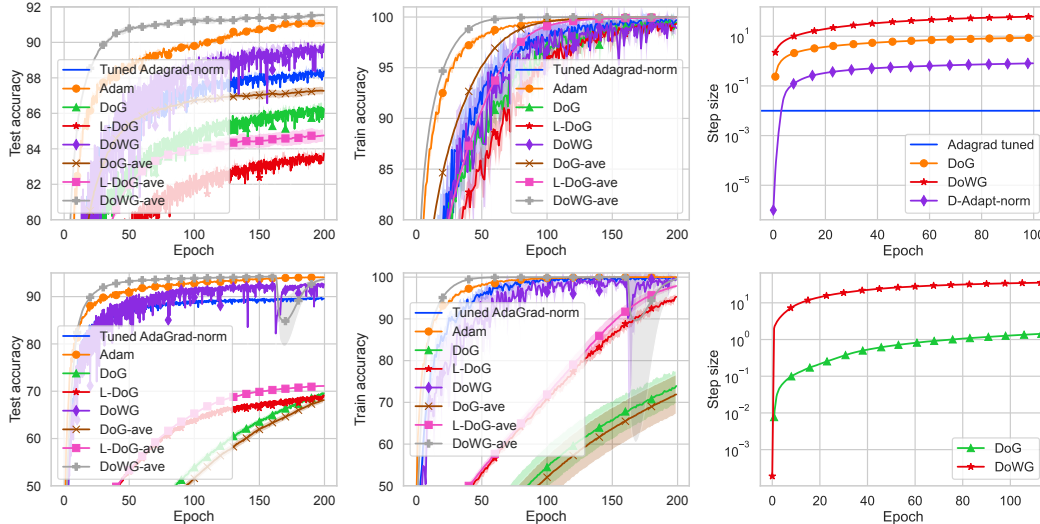 92
90
88
86
84
82
80
Test accuracy
Tuned Adagrad-norm
Adam
DoG
L-DoG
DoWG
DoG-ave
L-DoG-ave
DoWG-ave
0
50
100
150
200
Epoch
100
95
90
85
80
Train accuracy
Tuned Adagrad-norm
Adam
DoG
L-DoG
DoWG
DoG-ave
L-DoG-ave
DoWG-ave
0
50
100
150
200
Epoch
10^1
10^−1
10^−2
10^−3
10^−5
Step size
Adagrad tuned
DoG
DoWG
D-Adapt-norm
0
20
40
60
80
100
Epoch
90
80
70
60
50
Test accuracy
Tuned AdaGrad-norm
Adam
DoG
L-DoG
DoWG
DoG-ave
L-DoG-ave
DoWG-ave
0
50
100
150
200
Epoch
100
90
80
70
60
50
Train accuracy
Tuned AdaGrad-norm
Adam
DoG
L-DoG
DoWG
DoG-ave
L-DoG-ave
DoWG-ave
0
50
100
150
200
Epoch
10^1
10^0
10^−1
10^−2
10^−3
Step size
DoG
DoWG
0
20
40
60
80
100
Epoch